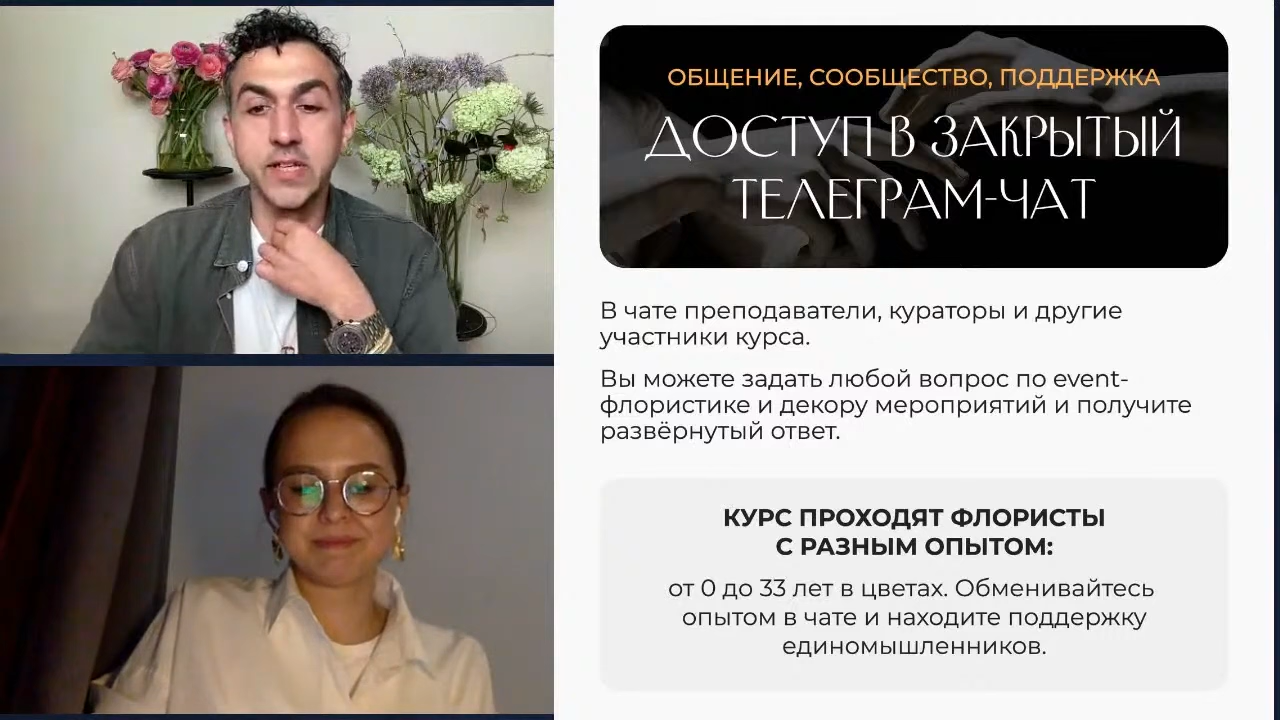 ОБЩЕНИЕ, СООБЩЕСТВО, ПОДДЕРЖКА
ДОСТУП В ЗАКРЫТЫЙ
ТЕЛЕГРАМ-ЧАТ
В чате преподаватели, кураторы и другие
участники курса.
Вы можете задать любой вопрос по event-
флористике и декору мероприятий и получите
развёрнутый ответ.
КУРС ПРОХОДЯТ ФЛОРИСТЫ
С РАЗНЫМ ОПЫТОМ:
от 0 до 33 лет в цветах. Обменивайтесь
опытом в чате и находите поддержку
единомышленников.